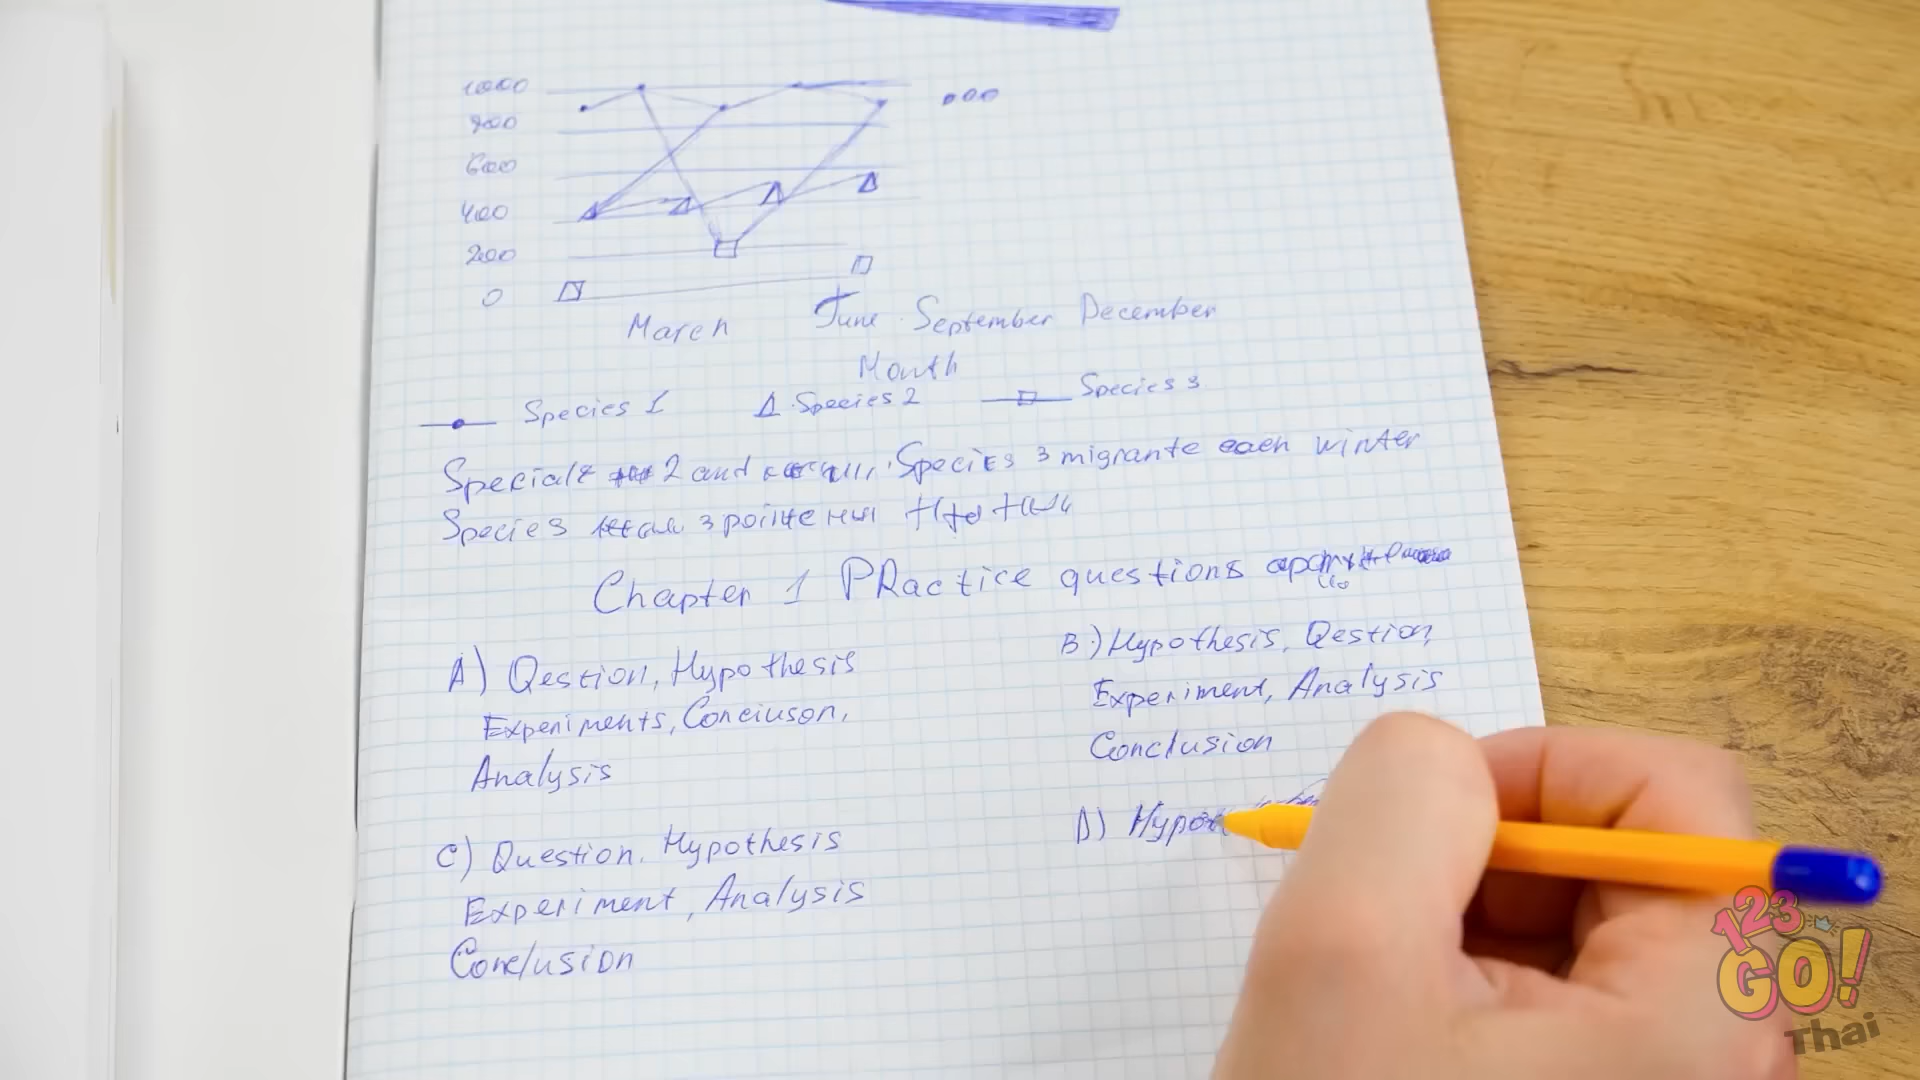 1000
800
600
400
200
0
March June September December
Month
Species 1 Species 2 Species 3
2 and Species 3 migrante each winter
Species
Chapter 1 PRactice questions
A) Qestion, Hypothesis
Experiments, Conciuson,
Analysis
B) Hypothesis, Qestion,
Experiment, Analysis
Conclusion
C) Question, Hypothesis
Experiment, Analysis
Conclusion
D)
123
GO!
Thai